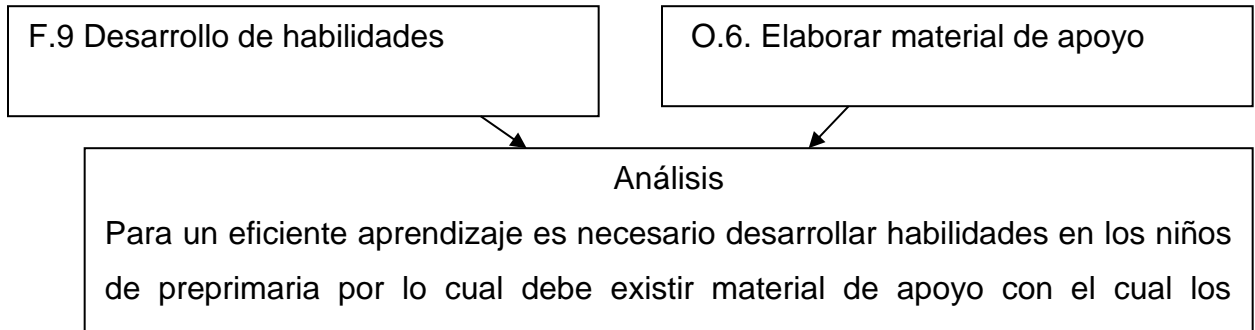 F.9 Desarrollo de habilidades
O.6. Elaborar material de apoyo
Análisis
Para un eficiente aprendizaje es necesario desarrollar habilidades en los niños
de preprimaria por lo cual debe existir material de apoyo con el cual los